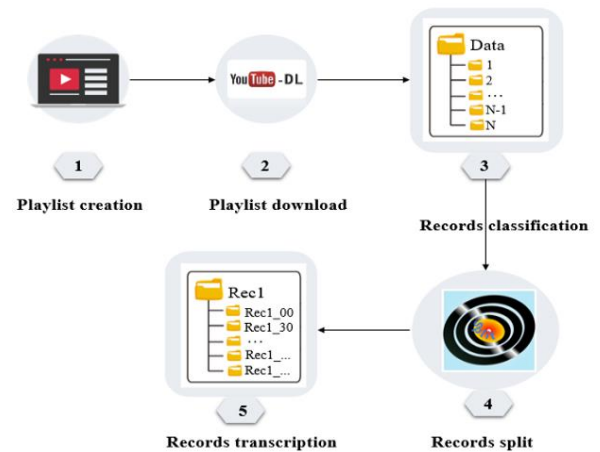 YouTube-DL
Data
1
2
...
N-1
N
1
2
3
Playlist creation
Playlist download
Records classification
Rec1
Rec1_00
Rec1_30
...
Rec1_...
Rec1_...
5
4
Records transcription
Records split